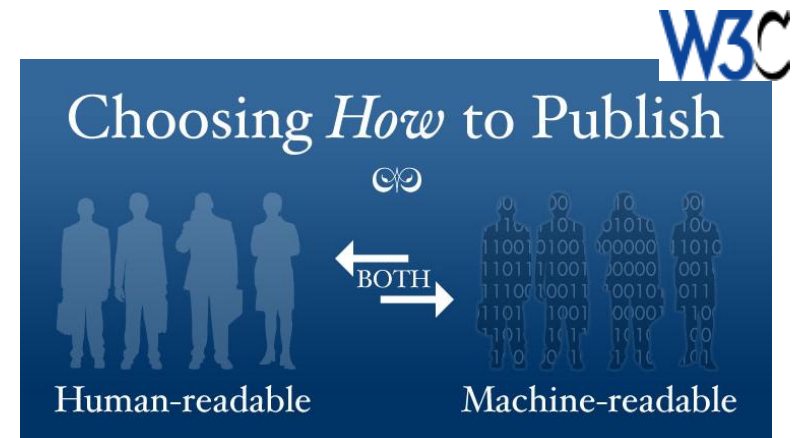 W3C
Choosing How to Publish
BOTH
Human-readable
Machine-readable